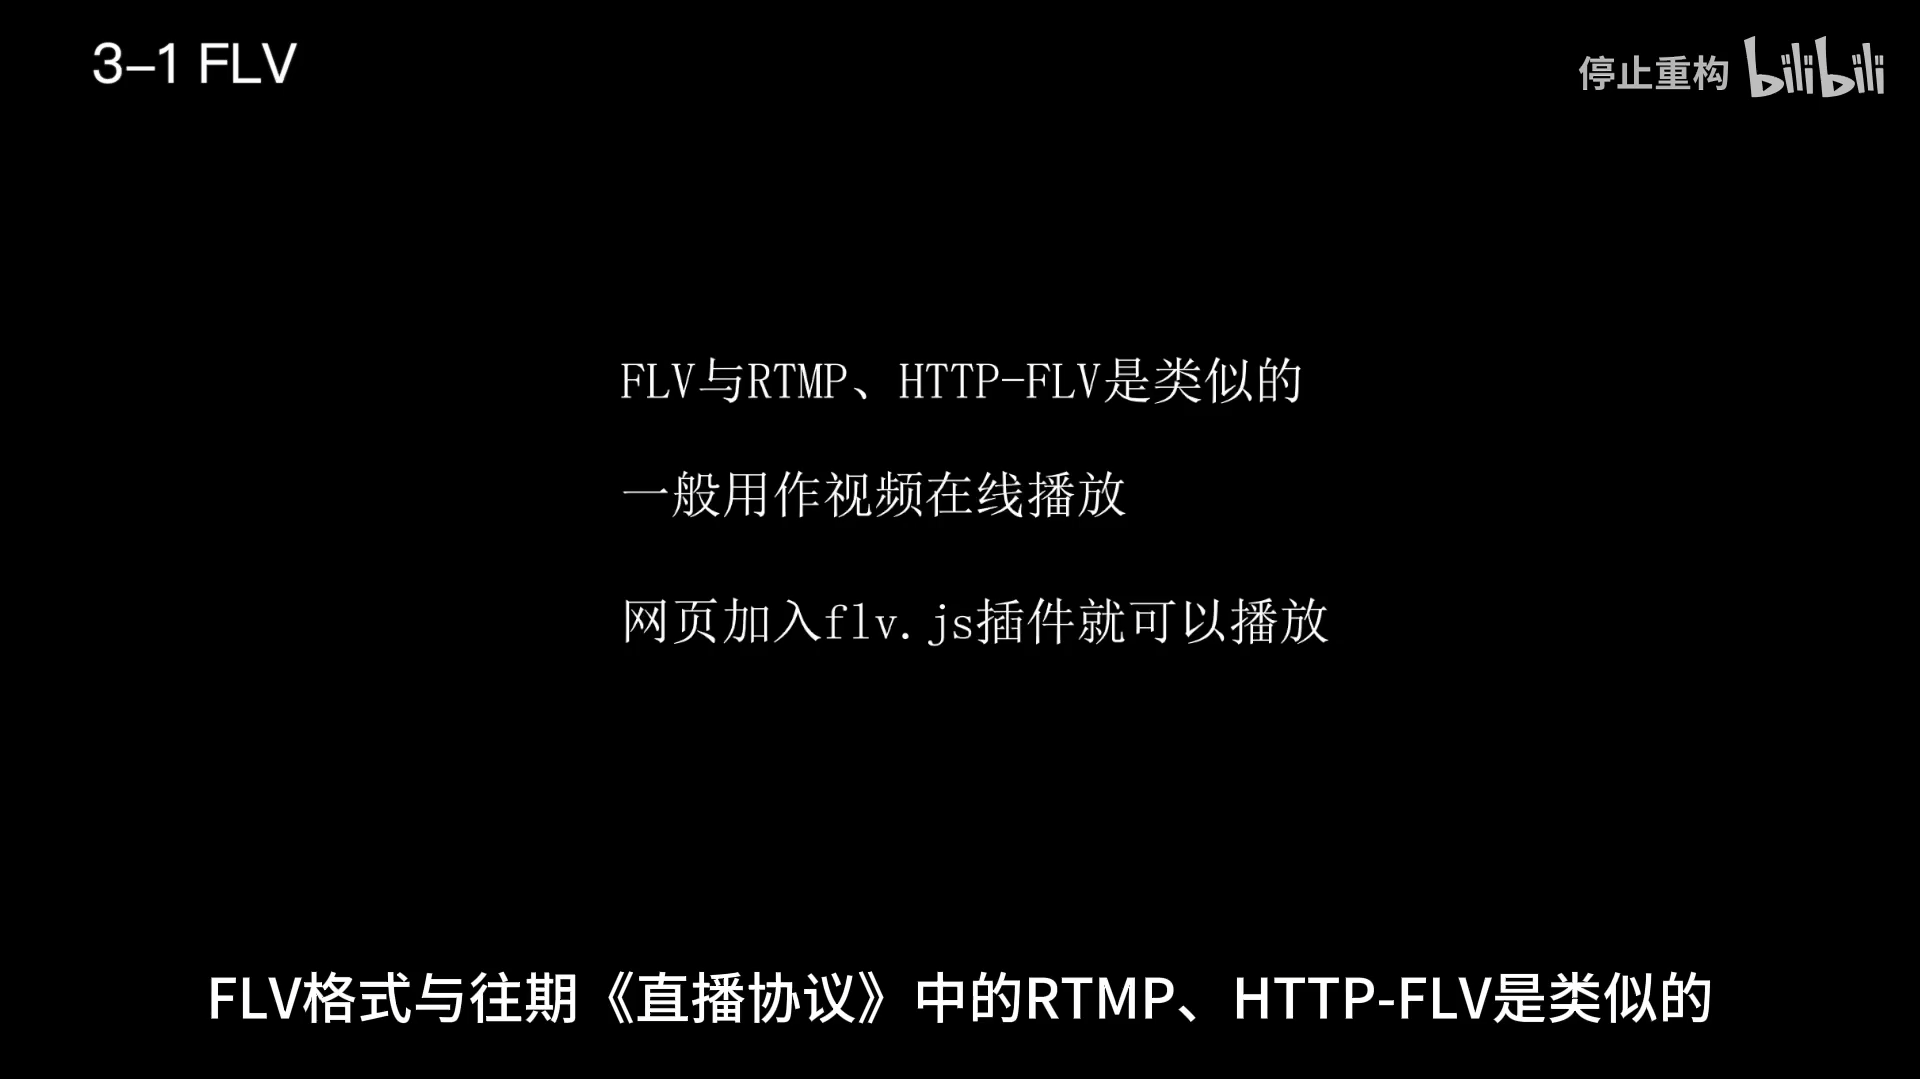 3-1 FLV
停止重构 bilibili
FLV与RTMP、HTTP-FLV是类似的
一般用作视频在线播放
网页加入flv.js插件就可以播放
FLV格式与往期《直播协议》中的RTMP、HTTP-FLV是类似的